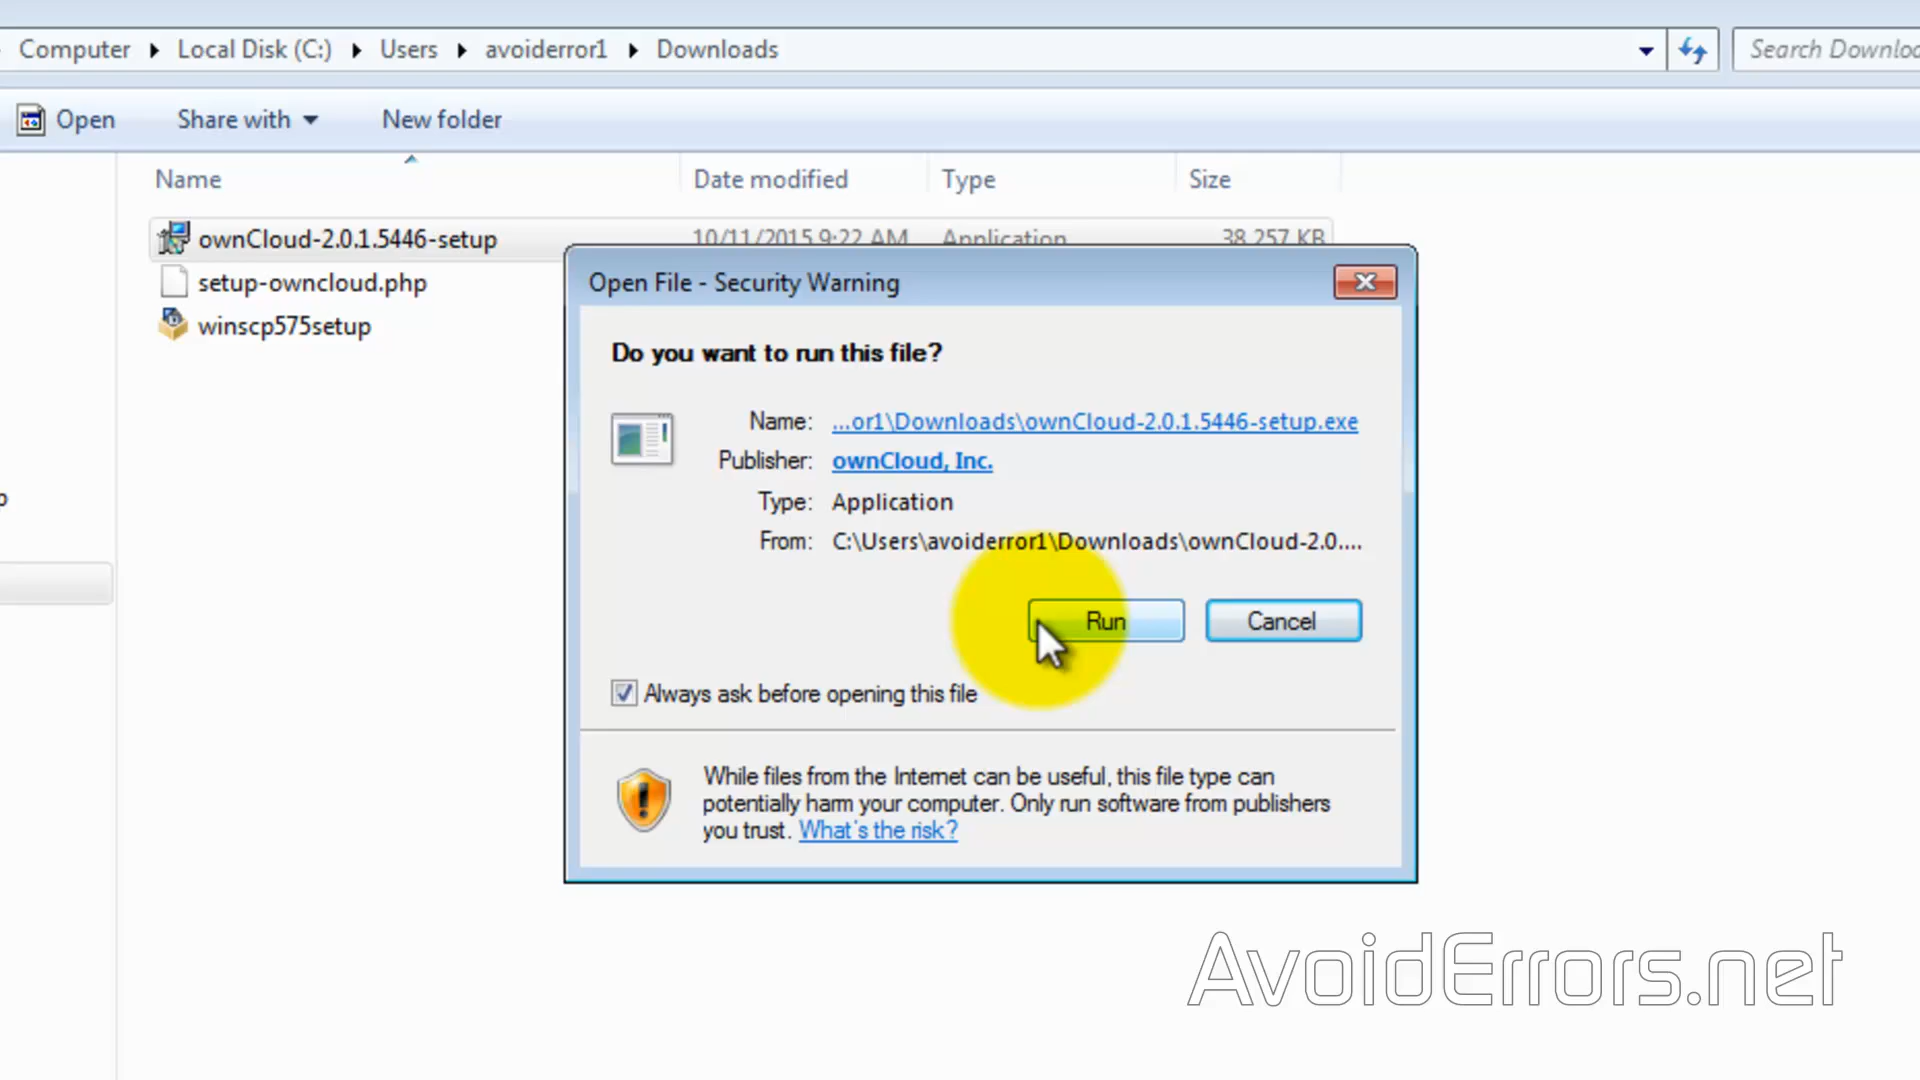 Computer Local Disk (C:) Users avoiderror1 Downloads
Search Downloa
Open Share with New folder
Name Date modified Type Size
ownCloud-2.0.1.5446-setup 10/11/2015 9:22 AM Application 38,257 KB
setup-owncloud.php
winscp575setup
Open File - Security Warning
Do you want to run this file?
Name: ...or1\Downloads\ownCloud-2.0.1.5446-setup.exe
Publisher: ownCloud, Inc.
Type: Application
From: C:\Users\avoiderror1\Downloads\ownCloud-2.0....
Run Cancel
Always ask before opening this file
While files from the Internet can be useful, this file type can
potentially harm your computer. Only run software from publishers
you trust. What's the risk?
AvoidErrors.net